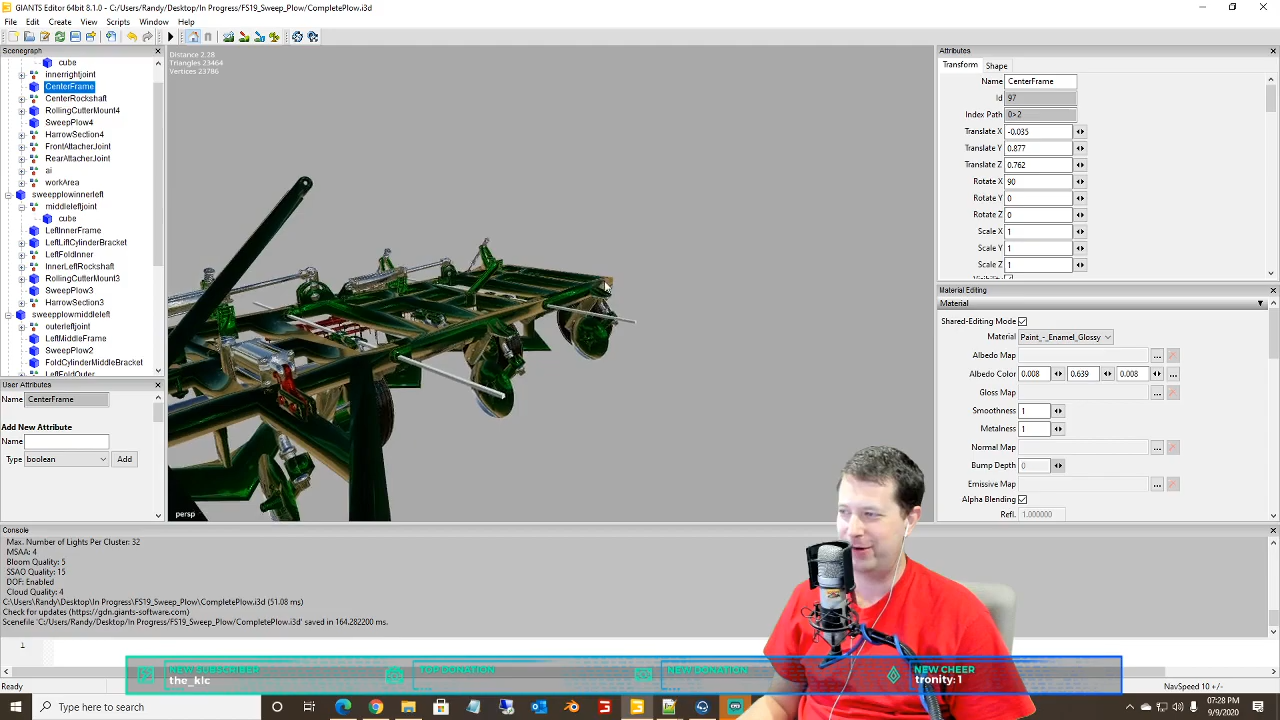 GIANTS Editor 64bit 8.1.0 - C:/Users/Randy/Desktop/In Progress/FS19_Sweep_Plow/CompletePlow.i3d
File Edit Create View Scripts Window Help
Scenegraph
cube
innerrightjoint
CenterFrame
CenterRockshaft
RollingCutterMount4
SweepPlow4
HarrowSection4
FrontAttacherJoint
RearAttacherJoint
ai
workArea
sweepplowinnerleft
middleleftjoint
cube
LeftInnerFrame
LeftLiftCylinderBracket
LeftFoldInner
InnerLeftRockshaft
RollingCutterMount3
SweepPlow3
HarrowSection3
sweepplowmiddleleft
outerleftjoint
LeftMiddleFrame
SweepPlow2
FoldCylinderMiddleBracket
LeftFoldOuter
User Attributes
Name CenterFrame
Add New Attribute
Name
Type boolean Add
Distance 2.28
Triangles 23464
Vertices 23786
persp
Attributes
Transform Shape
Name CenterFrame
Id 97
Index Path 0>2
Translate X -0.035
Translate Y 0.877
Translate Z 0.762
Rotate X 90
Rotate Y 0
Rotate Z 0
Scale X 1
Scale Y 1
Scale Z 1
Material Editing
Material
Shared-Editing Mode
Material Paint_-_Enamel_Glossy
Albedo Map ...
Albedo Color 0.008 0.639 0.008 ...
Gloss Map
Smoothness 1
Metalness 1
Normal Map ...
Bump Depth 0
Emissive Map ...
Alpha Blending
Refl. 1.000000
Console
Max. Number of Lights Per Cluster: 32
MSAA: 4
Bloom Quality: 5
SSAO Quality: 15
DOF: Enabled
Cloud Quality: 4
C:\Users\Randy\Desktop\In Progress\FS19_Sweep_Plow\CompletePlow.i3d (51.08 ms)
Check for updates (https://gdn.giants-software.com)
Scenefile 'C:/Users/Randy/Desktop/In Progress/FS19_Sweep_Plow/CompletePlow.i3d' saved in 164.282200 ms.
1
NEW SUBSCRIBER
the_klc
TOP DONATION
NEW DONATION
NEW CHEER
tronity: 1
Ready
NavSpeed 10 +/-
Type here to search
07:28 PM
04/9/2020